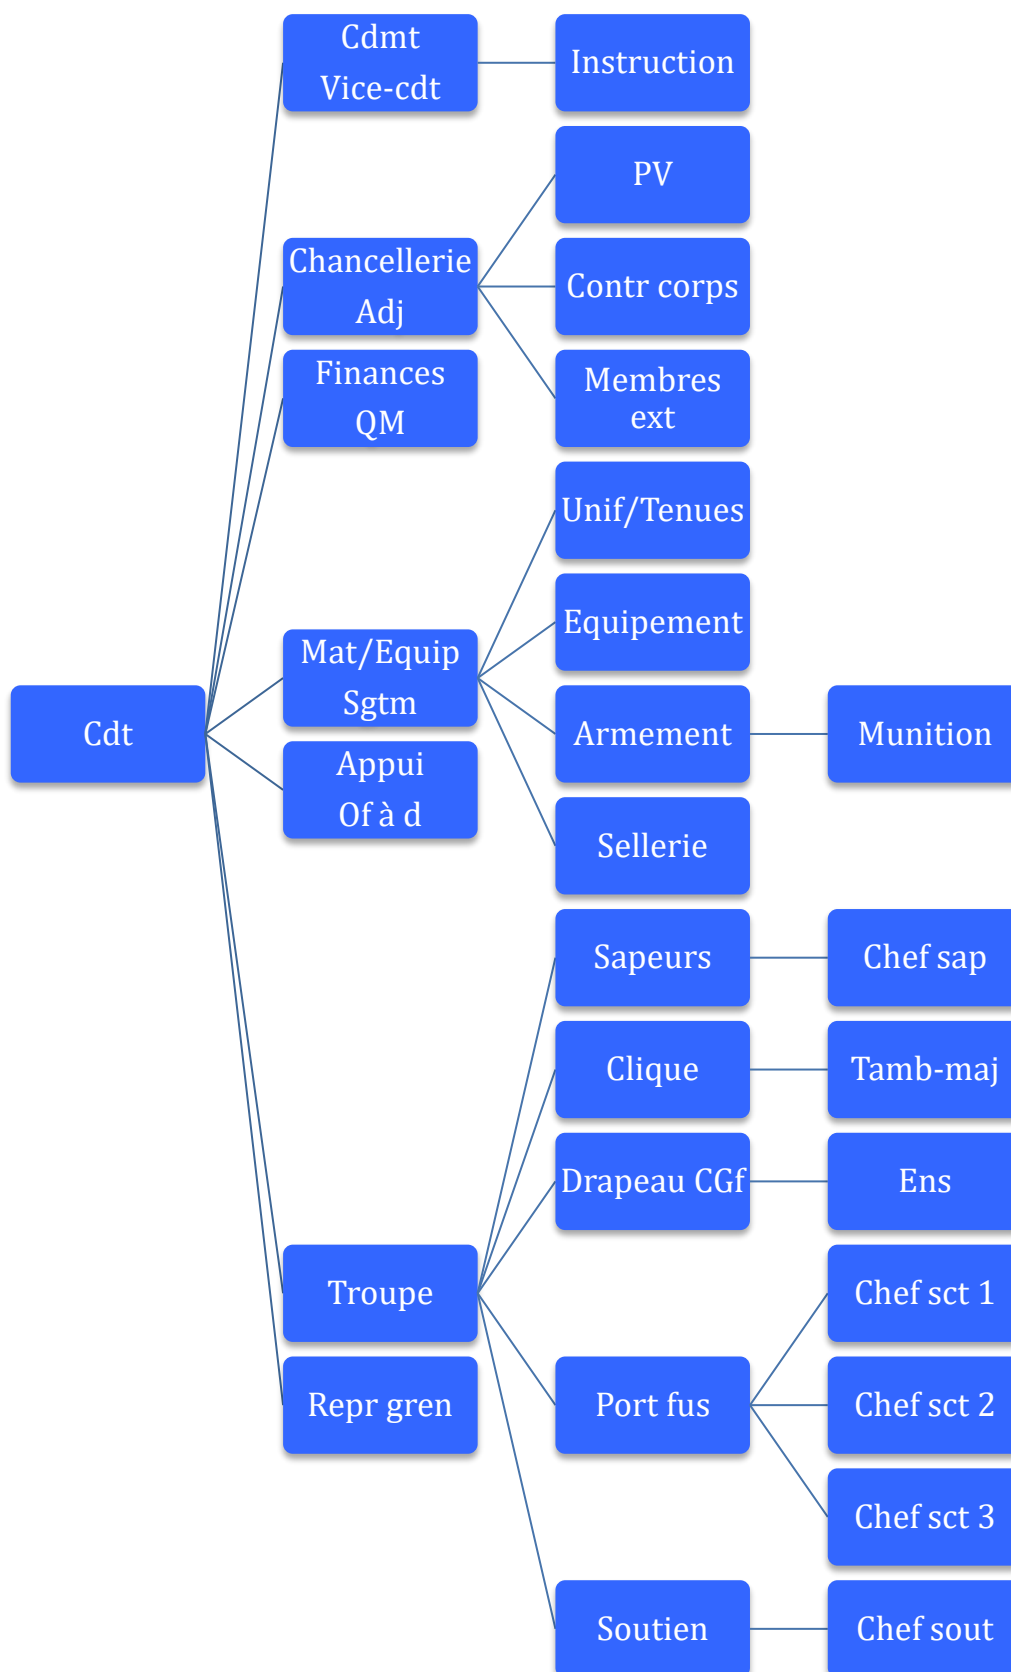 Cdt
Cdmt
Vice-cdt
Instruction
Chancellerie
Adj
PV
Contr corps
Membres
ext
Finances
QM
Mat/Equip
Sgtm
Unif/Tenues
Equipement
Armement
Munition
Sellerie
Appui
Of à d
Troupe
Sapeurs
Chef sap
Clique
Tamb-maj
Drapeau CGf
Ens
Port fus
Chef sct 1
Chef sct 2
Chef sct 3
Soutien
Chef sout
Repr gren